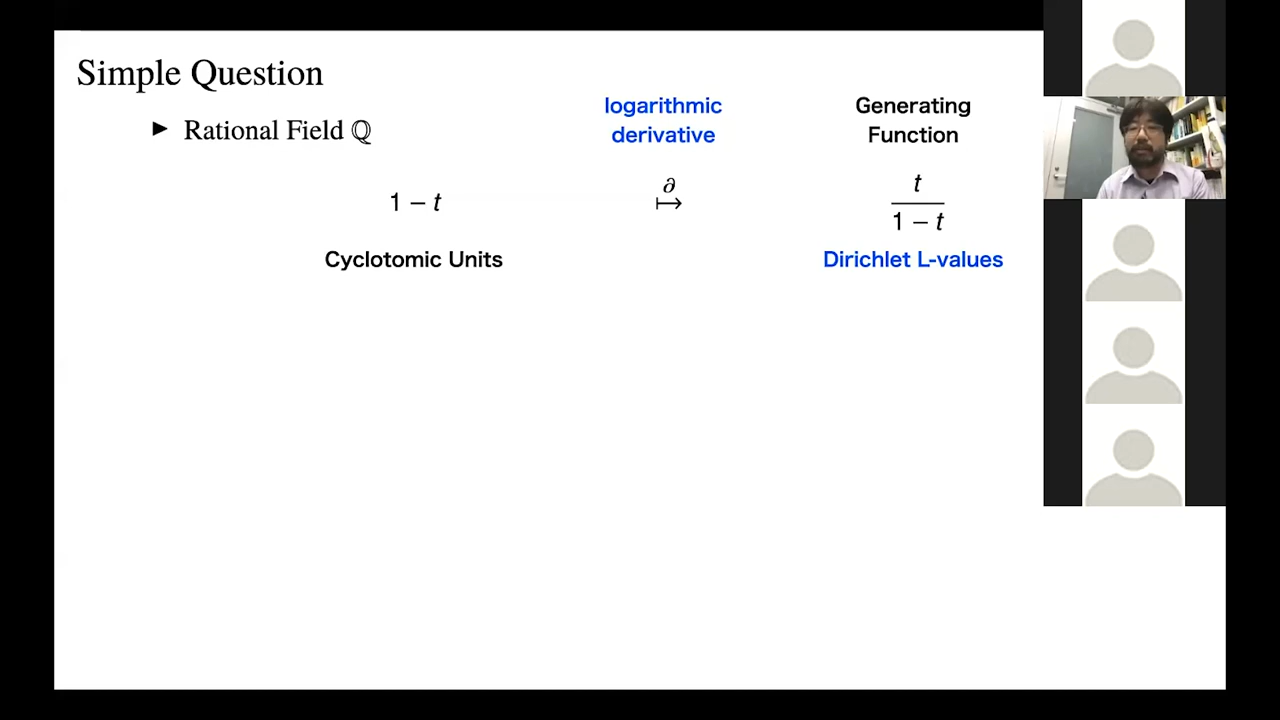 Simple Question
► Rational Field ℚ
logarithmic
derivative
Generating
Function
1 − t
∂
↦
t
1 − t
Cyclotomic Units
Dirichlet L-values